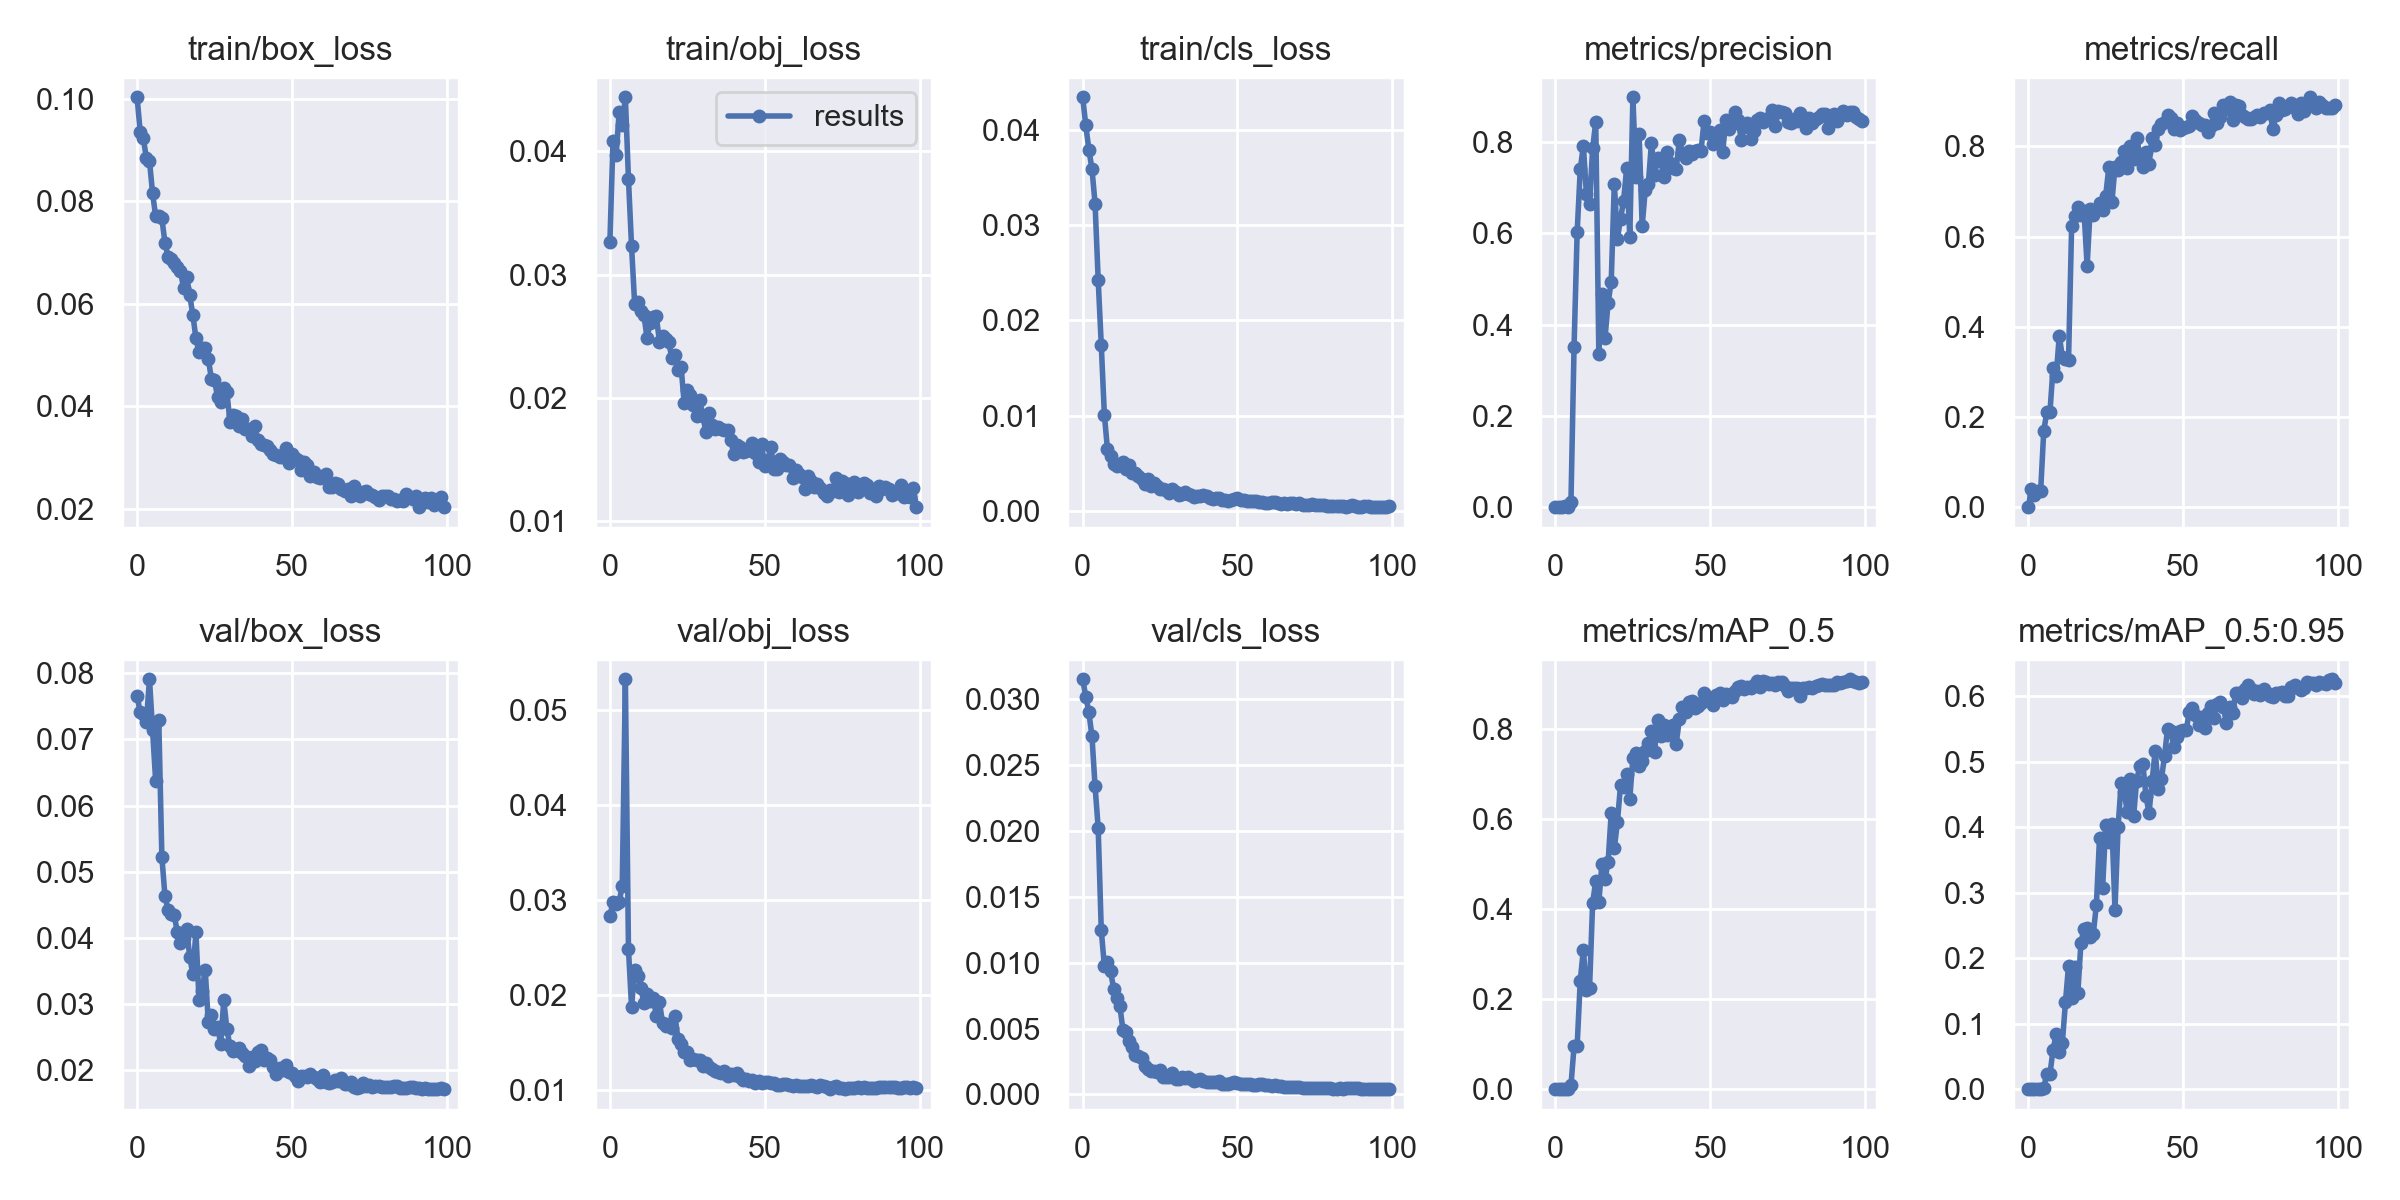 train/box_loss
0.10
0.08
0.06
0.04
0.02
0 50 100
train/obj_loss
results
0.04
0.03
0.02
0.01
0 50 100
train/cls_loss
0.04
0.03
0.02
0.01
0.00
0 50 100
metrics/precision
0.8
0.6
0.4
0.2
0.0
0 50 100
metrics/recall
0.8
0.6
0.4
0.2
0.0
0 50 100
val/box_loss
0.08
0.07
0.06
0.05
0.04
0.03
0.02
0 50 100
val/obj_loss
0.05
0.04
0.03
0.02
0.01
0 50 100
val/cls_loss
0.030
0.025
0.020
0.015
0.010
0.005
0.000
0 50 100
metrics/mAP_0.5
0.8
0.6
0.4
0.2
0.0
0 50 100
metrics/mAP_0.5:0.95
0.6
0.5
0.4
0.3
0.2
0.1
0.0
0 50 100